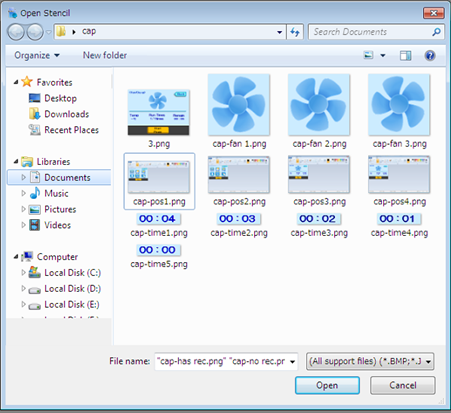 Open Stencil
cap
Search Documents
Organize
New folder
Favorites
Desktop
Downloads
Recent Places
Libraries
Documents
Music
Pictures
Videos
Computer
Local Disk (C:)
Local Disk (D:)
Local Disk (E:)
3.png
cap-fan 1.png
cap-fan 2.png
cap-fan 3.png
cap-pos1.png
cap-pos2.png
cap-pos3.png
cap-pos4.png
00:04
00:03
00:02
00:01
cap-time1.png
cap-time2.png
cap-time3.png
cap-time4.png
00:00
cap-time5.png
File name:
"cap-has rec.png" "cap-no rec.pr
(All support files) (*.BMP;*.J
Open
Cancel